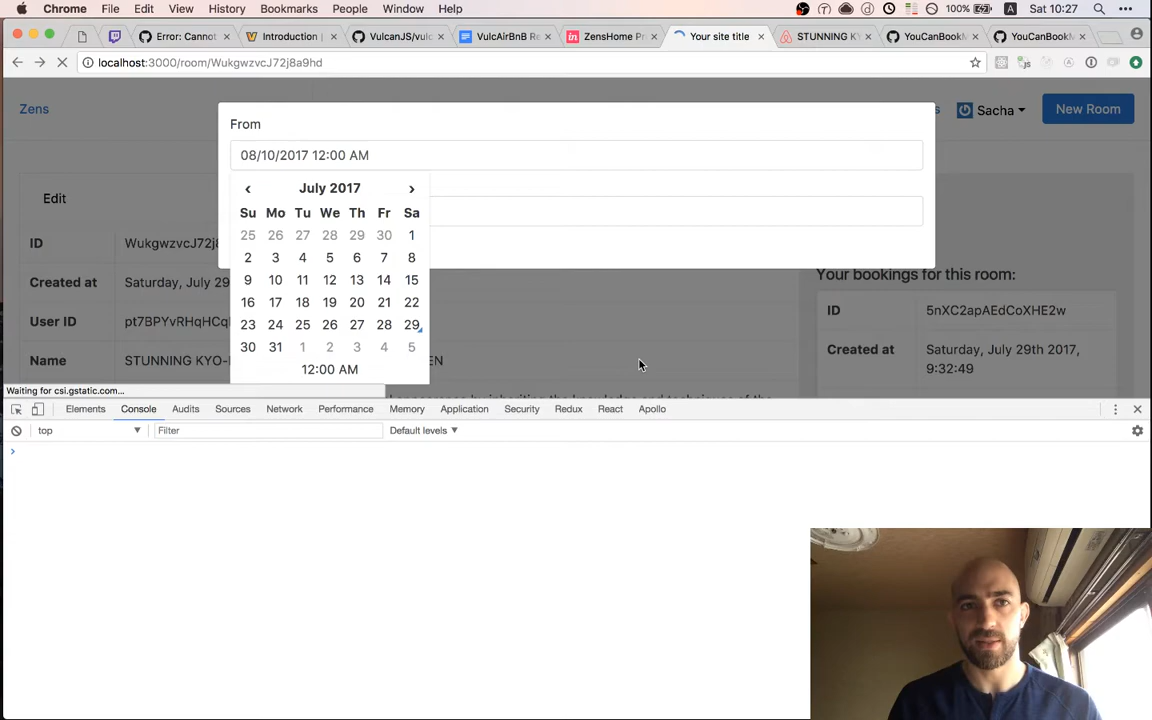 Chrome File Edit View History Bookmarks People Window Help 100% A Sat 10:27
Error: Cannot Introduction | VulcanJS/vulc VulcAirBnB Re ZensHome Pr Your site title STUNNING KY YouCanBookM YouCanBookM
localhost:3000/room/WukgwzvcJ72j8a9hd
Zens s Sacha New Room
From
08/10/2017 12:00 AM
‹ July 2017 ›
Su Mo Tu We Th Fr Sa
25 26 27 28 29 30 1
2 3 4 5 6 7 8
9 10 11 12 13 14 15
16 17 18 19 20 21 22
23 24 25 26 27 28 29
30 31 1 2 3 4 5
12:00 AM
Edit
ID WukgwzvcJ72j8
Created at Saturday, July 29
User ID pt7BPYvRHqHCq
Name STUNNING KYO- EN
Your bookings for this room:
ID 5nXC2apAEdCoXHE2w
Created at Saturday, July 29th 2017,
9:32:49
Waiting for csi.gstatic.com...
Elements Console Audits Sources Network Performance Memory Application Security Redux React Apollo
top Filter Default levels